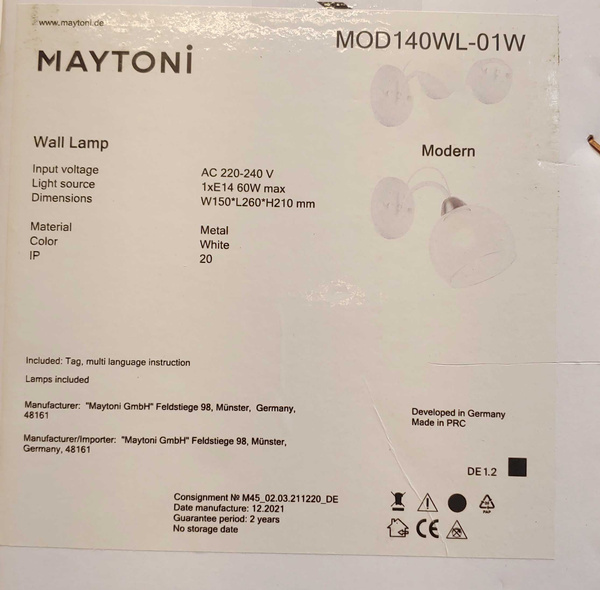 www.maytoni.de
MAYTONi
MOD140WL-01W
Wall Lamp
Modern
Input voltage AC 220-240 V
Light source 1xE14 60W max
Dimensions W150*L260*H210 mm
Material Metal
Color White
IP 20
Included: Tag, multi language instruction
Lamps included
Manufacturer: "Maytoni GmbH" Feldstiege 98, Münster, Germany,
48161
Manufacturer/Importer: "Maytoni GmbH" Feldstiege 98, Münster,
Germany, 48161
Developed in Germany
Made in PRC
DE 1.2
Consignment № M45_02.03.211220_DE
Date manufacture: 12.2021
Guarantee period: 2 years
No storage date
PAP
CE